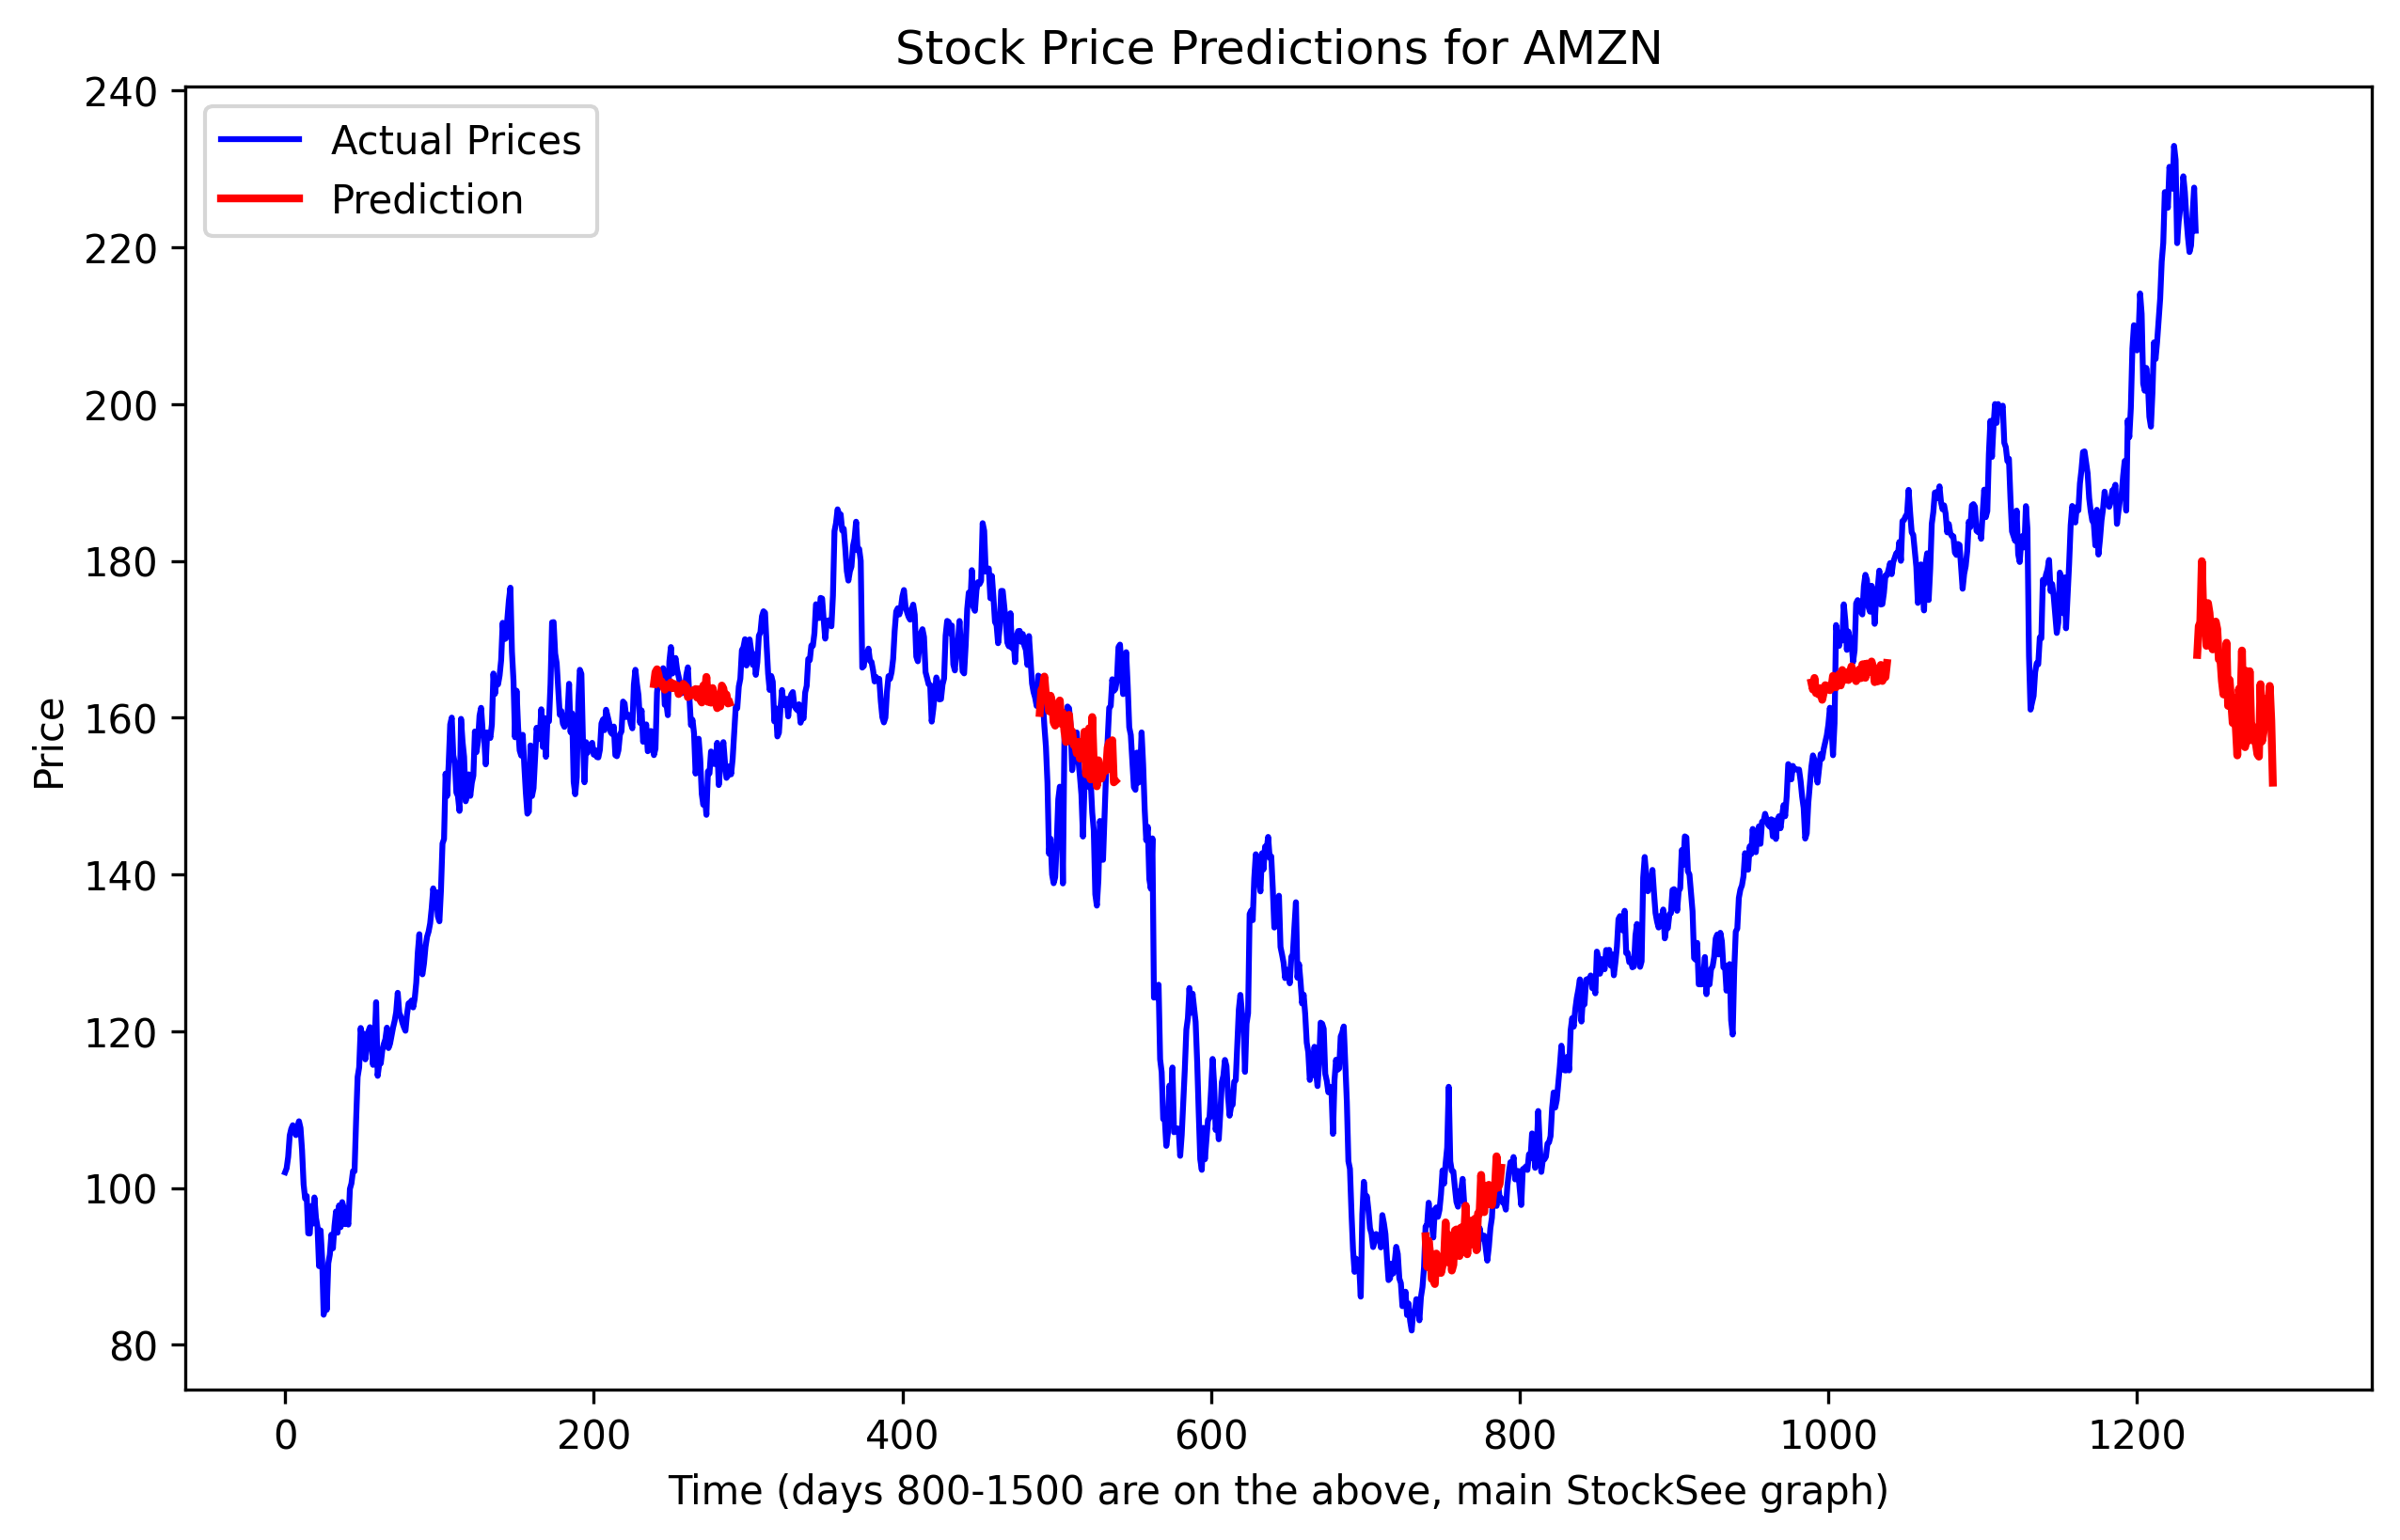 Stock Price Predictions for AMZN
240
220
200
180
160
140
120
100
80
Price
Actual Prices
Prediction
0 200 400 600 800 1000 1200
Time (days 800-1500 are on the above, main StockSee graph)